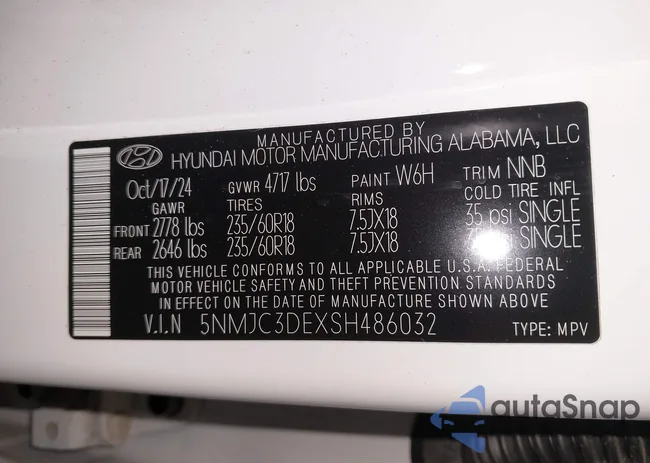 MANUFACTURED BY
HYUNDAI MOTOR MANUFACTURING ALABAMA, LLC
Oct/17/24 GVWR 4717 lbs PAINT W6H TRIM NNB
GAWR TIRES RIMS COLD TIRE INFL
FRONT 2778 lbs 235/60R18 7.5JX18 35 psi SINGLE
REAR 2646 lbs 235/60R18 7.5JX18 SINGLE
THIS VEHICLE CONFORMS TO ALL APPLICABLE U.S.A. FEDERAL
MOTOR VEHICLE SAFETY AND THEFT PREVENTION STANDARDS
IN EFFECT ON THE DATE OF MANUFACTURE SHOWN ABOVE
V.I.N 5NMJC3DEXSH486032 TYPE: MPV
autaSnap